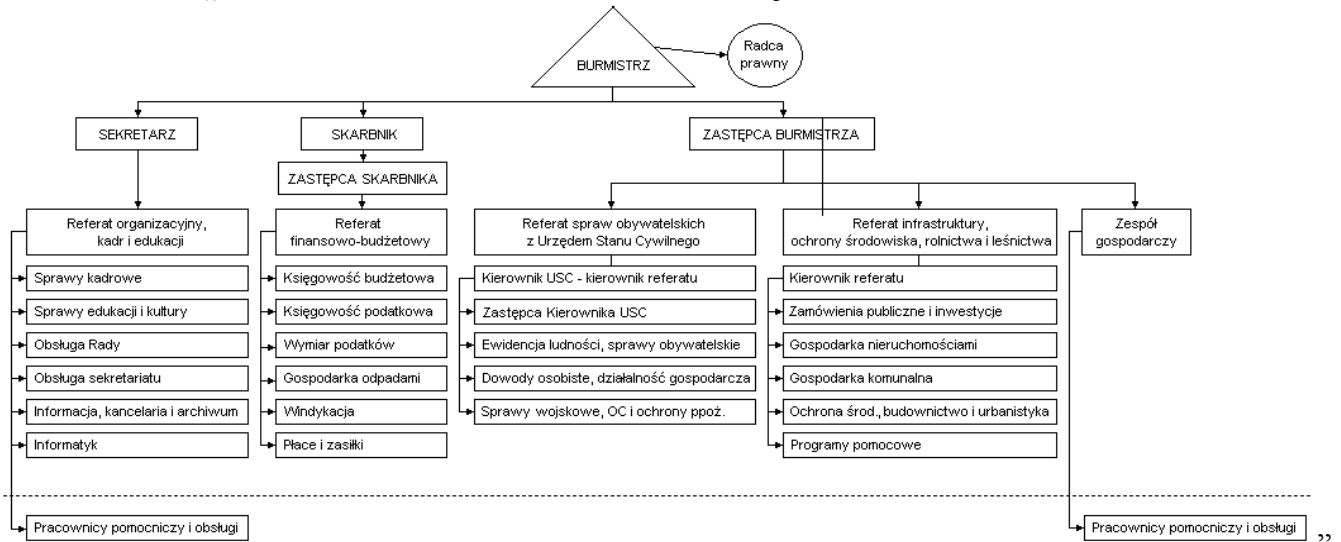 Radca
prawny
BURMISTRZ
SEKRETARZ
SKARBNIK
ZASTĘPCA BURMISTRZA
ZASTĘPCA SKARBNIKA
Referat organizacyjny,
kadr i edukacji
Sprawy kadrowe
Sprawy edukacji i kultury
Obsługa Rady
Obsługa sekretariatu
Informacja, kancelaria i archiwum
Informatyk
Pracownicy pomocniczy i obsługi
Referat
finansowo-budżetowy
Księgowość budżetowa
Księgowość podatkowa
Wymiar podatków
Gospodarka odpadami
Windykacja
Płace i zasiłki
Referat spraw obywatelskich
z Urzędem Stanu Cywilnego
Kierownik USC - kierownik referatu
Zastępca Kierownika USC
Ewidencja ludności, sprawy obywatelskie
Dowody osobiste, działalność gospodarcza
Sprawy wojskowe, OC i ochrony ppoż.
Referat infrastruktury,
ochrony środowiska, rolnictwa i leśnictwa
Kierownik referatu
Zamówienia publiczne i inwestycje
Gospodarka nieruchomościami
Gospodarka komunalna
Ochrona środ., budownictwo i urbanistyka
Programy pomocowe
Zespół
gospodarczy
Pracownicy pomocniczy i obsługi
”